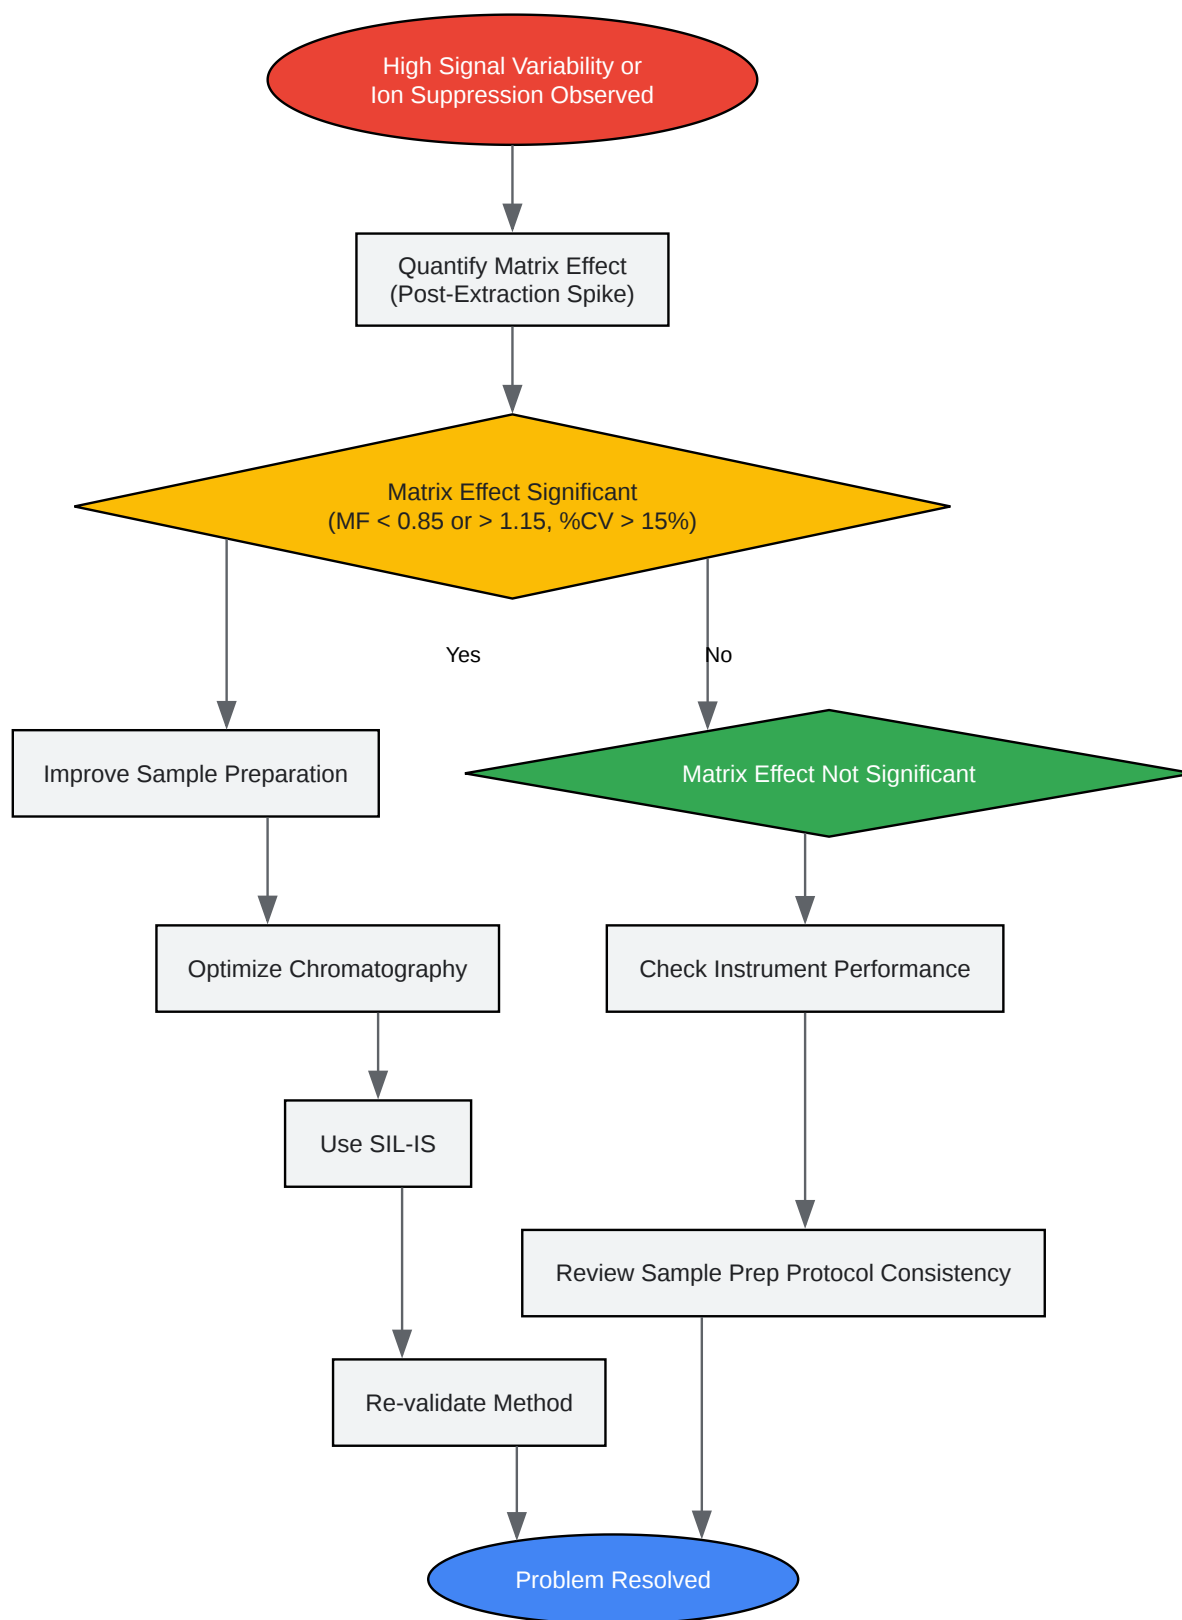 High Signal Variability or
Ion Suppression Observed
Quantify Matrix Effect
(Post-Extraction Spike)
Matrix Effect Significant
(MF < 0.85 or > 1.15, %CV > 15%)
Yes
No
Improve Sample Preparation
Matrix Effect Not Significant
Optimize Chromatography
Check Instrument Performance
Use SIL-IS
Review Sample Prep Protocol Consistency
Re-validate Method
Problem Resolved